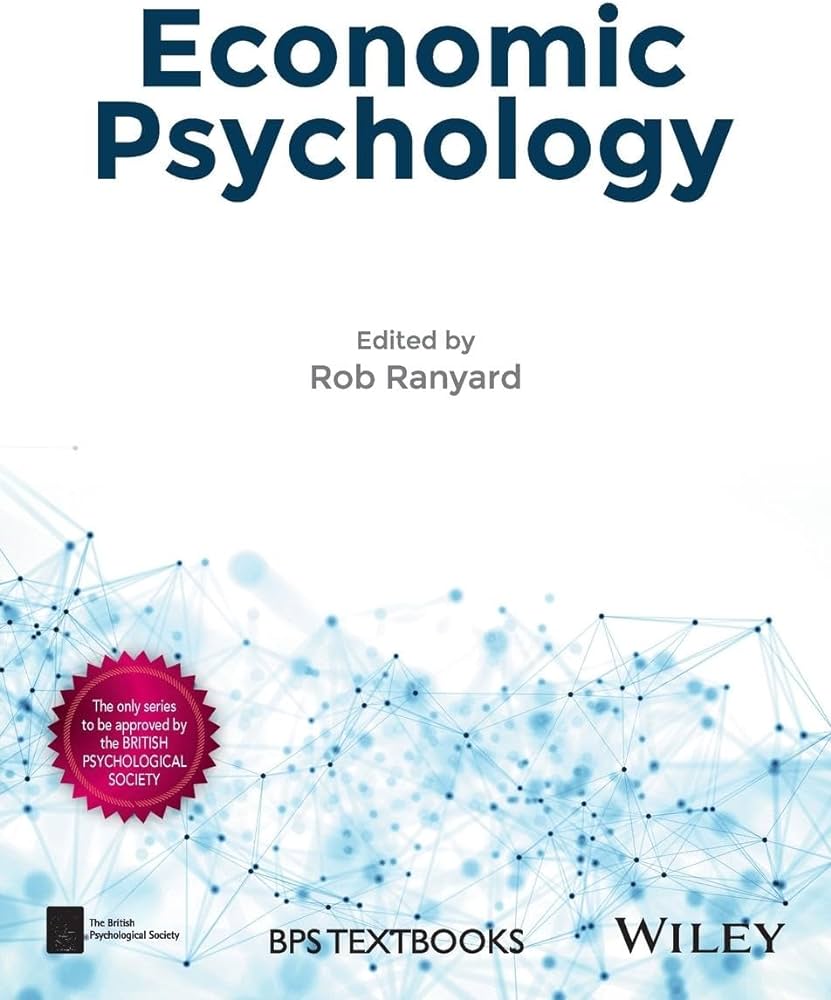 Economic
Psychology
Edited by
Rob Ranyard
The only series
to be approved by
the BRITISH
PSYCHOLOGICAL
SOCIETY
The British
Psychological Society
BPS TEXTBOOKS
WILEY